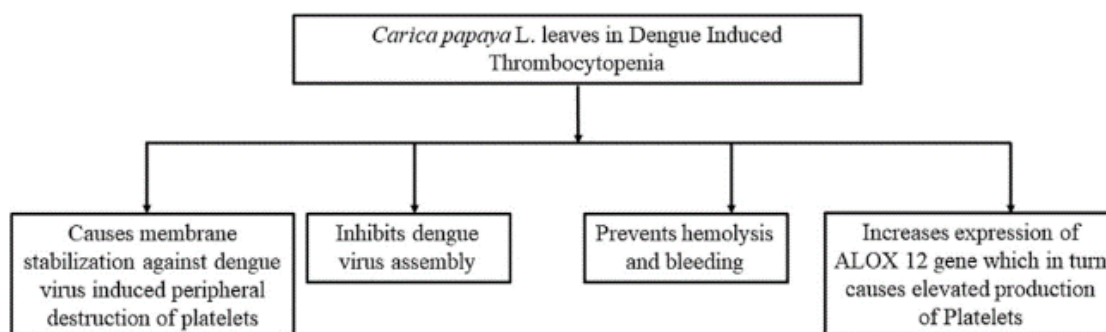 Carica papaya L. leaves in Dengue Induced
Thrombocytopenia
Causes membrane
stabilization against dengue
virus induced peripheral
destruction of platelets
Inhibits dengue
virus assembly
Prevents hemolysis
and bleeding
Increases expression of
ALOX 12 gene which in turn
causes elevated production
of Platelets